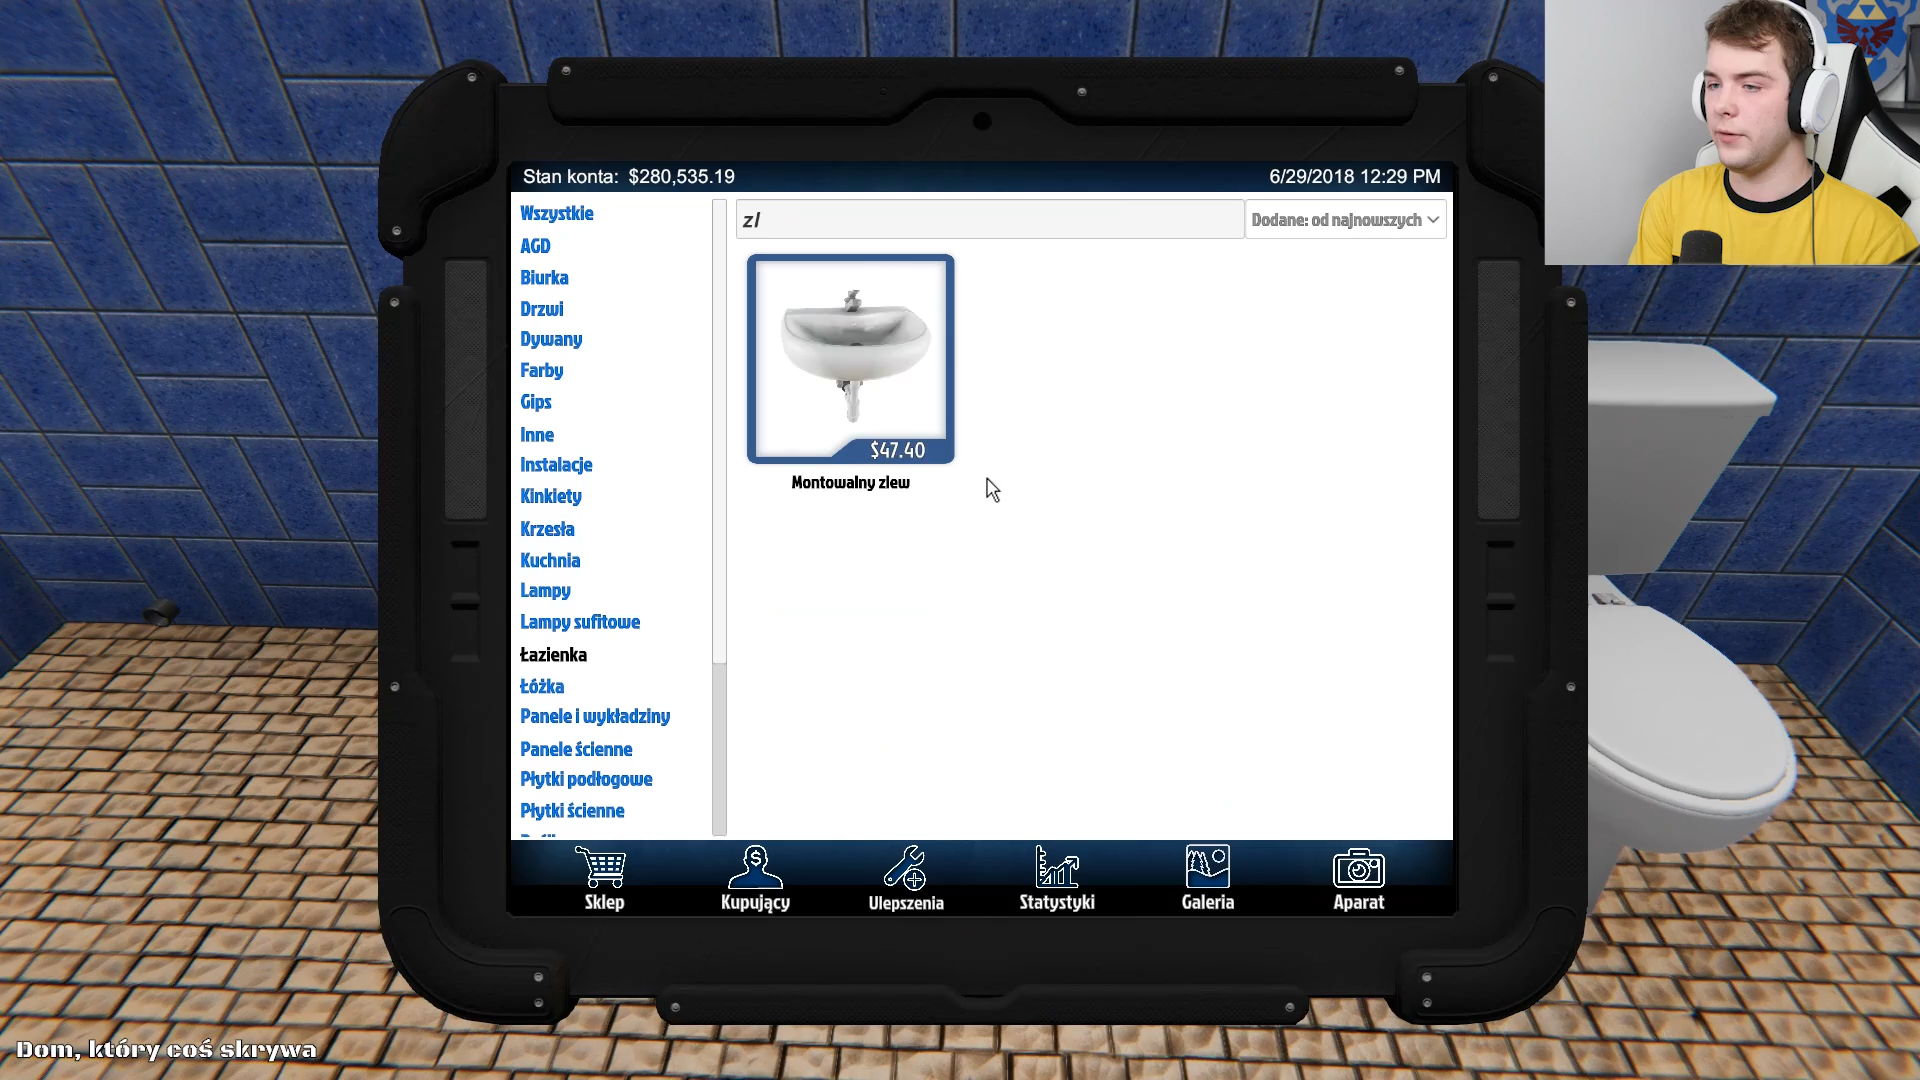 Stan konta: $280,535.19
6/29/2018 12:29 PM
Wszystkie
AGD
Biurka
Drzwi
Dywany
Farby
Gips
Inne
Instalacje
Kinkiety
Krzesła
Kuchnia
Lampy
Lampy sufitowe
Łazienka
Łóżka
Panele i wykładziny
Panele ścienne
Płytki podłogowe
Płytki ścienne
zl
Dodane: od najnowszych
$47.40
Montowalny zlew
Sklep
Kupujący
Ulepszenia
Statystyki
Galeria
Aparat
Dom, który coś skrywa